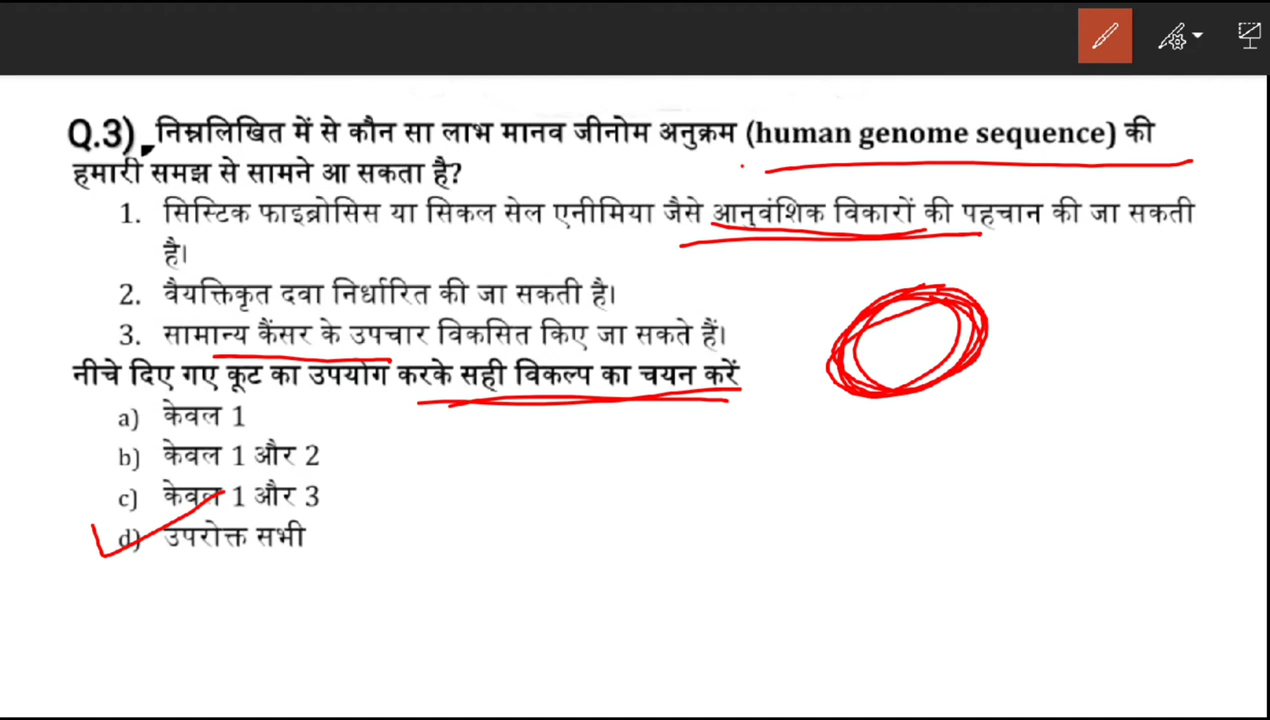 Q.3) निम्नलिखित में से कौन सा लाभ मानव जीनोम अनुक्रम (human genome sequence) की
हमारी समझ से सामने आ सकता है?
1. सिस्टिक फाइब्रोसिस या सिकल सेल एनीमिया जैसे आनुवंशिक विकारों की पहचान की जा सकती
है।
2. वैयक्तिकृत दवा निर्धारित की जा सकती है।
3. सामान्य कैंसर के उपचार विकसित किए जा सकते हैं।
नीचे दिए गए कूट का उपयोग करके सही विकल्प का चयन करें
a) केवल 1
b) केवल 1 और 2
c) केवल 1 और 3
d) उपरोक्त सभी